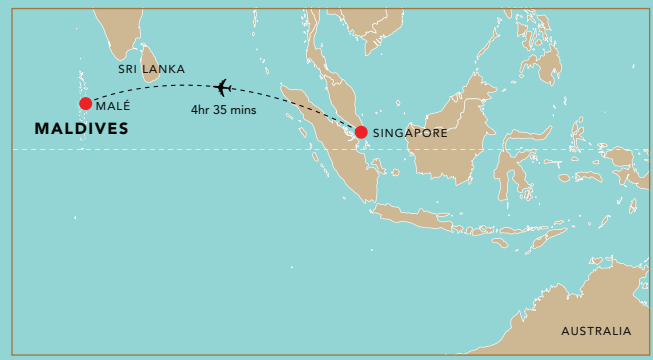 SRI LANKA
MALÉ
4hr 35 mins
MALDIVES
SINGAPORE
AUSTRALIA